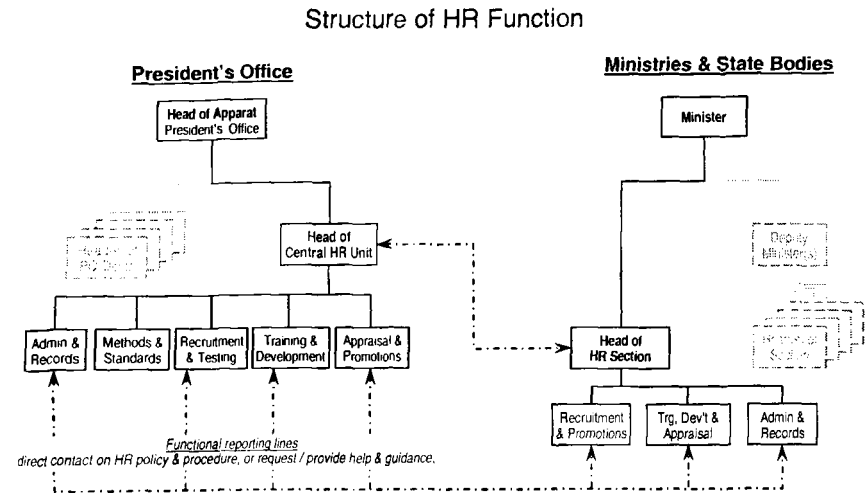 Structure of HR Function
President's Office
Ministries & State Bodies
Head of Apparat
President's Office
Minister
Head of
Central HR Unit
Deputy
Minister(s)
Admin &
Records
Methods &
Standards
Recruitment
& Testing
Training &
Development
Appraisal &
Promotions
Head of
HR Section
Recruitment
& Promotions
Trg, Dev't &
Appraisal
Admin &
Records
Functional reporting lines
direct contact on HR policy & procedure, or request / provide help & guidance.